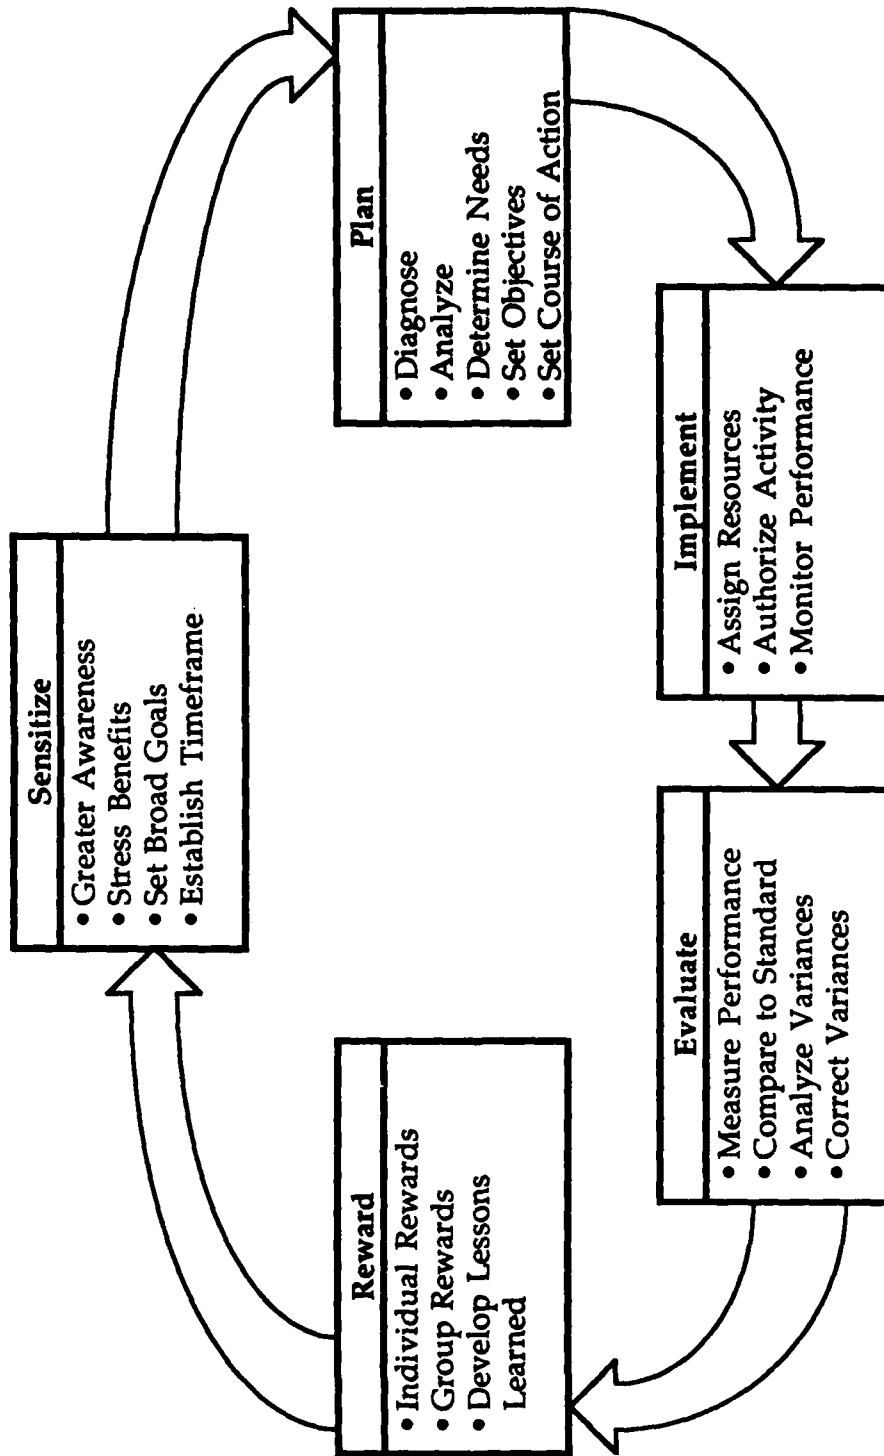 Sensitize
• Greater Awareness
• Stress Benefits
• Set Broad Goals
• Establish Timeframe
Plan
• Diagnose
• Analyze
• Determine Needs
• Set Objectives
• Set Course of Action
Implement
• Assign Resources
• Authorize Activity
• Monitor Performance
Evaluate
• Measure Performance
• Compare to Standard
• Analyze Variances
• Correct Variances
Reward
• Individual Rewards
• Group Rewards
• Develop Lessons
Learned